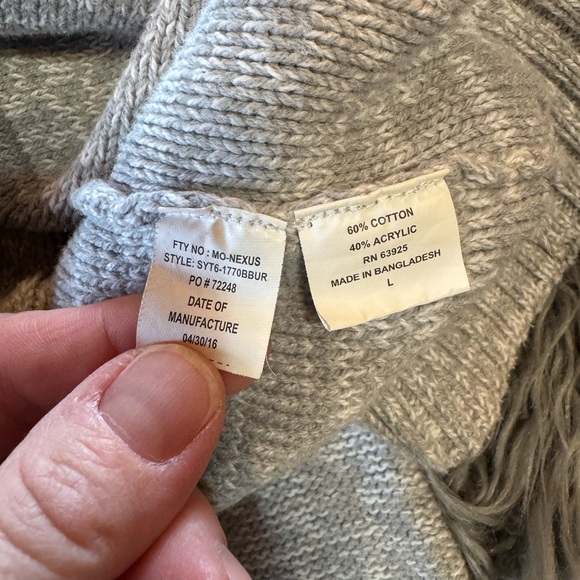 FTY NO : MO-NEXUS
STYLE: SYT6-1770BBUR
PO # 72248
DATE OF
MANUFACTURE
04/30/16
60% COTTON
40% ACRYLIC
RN 63925
MADE IN BANGLADESH
L